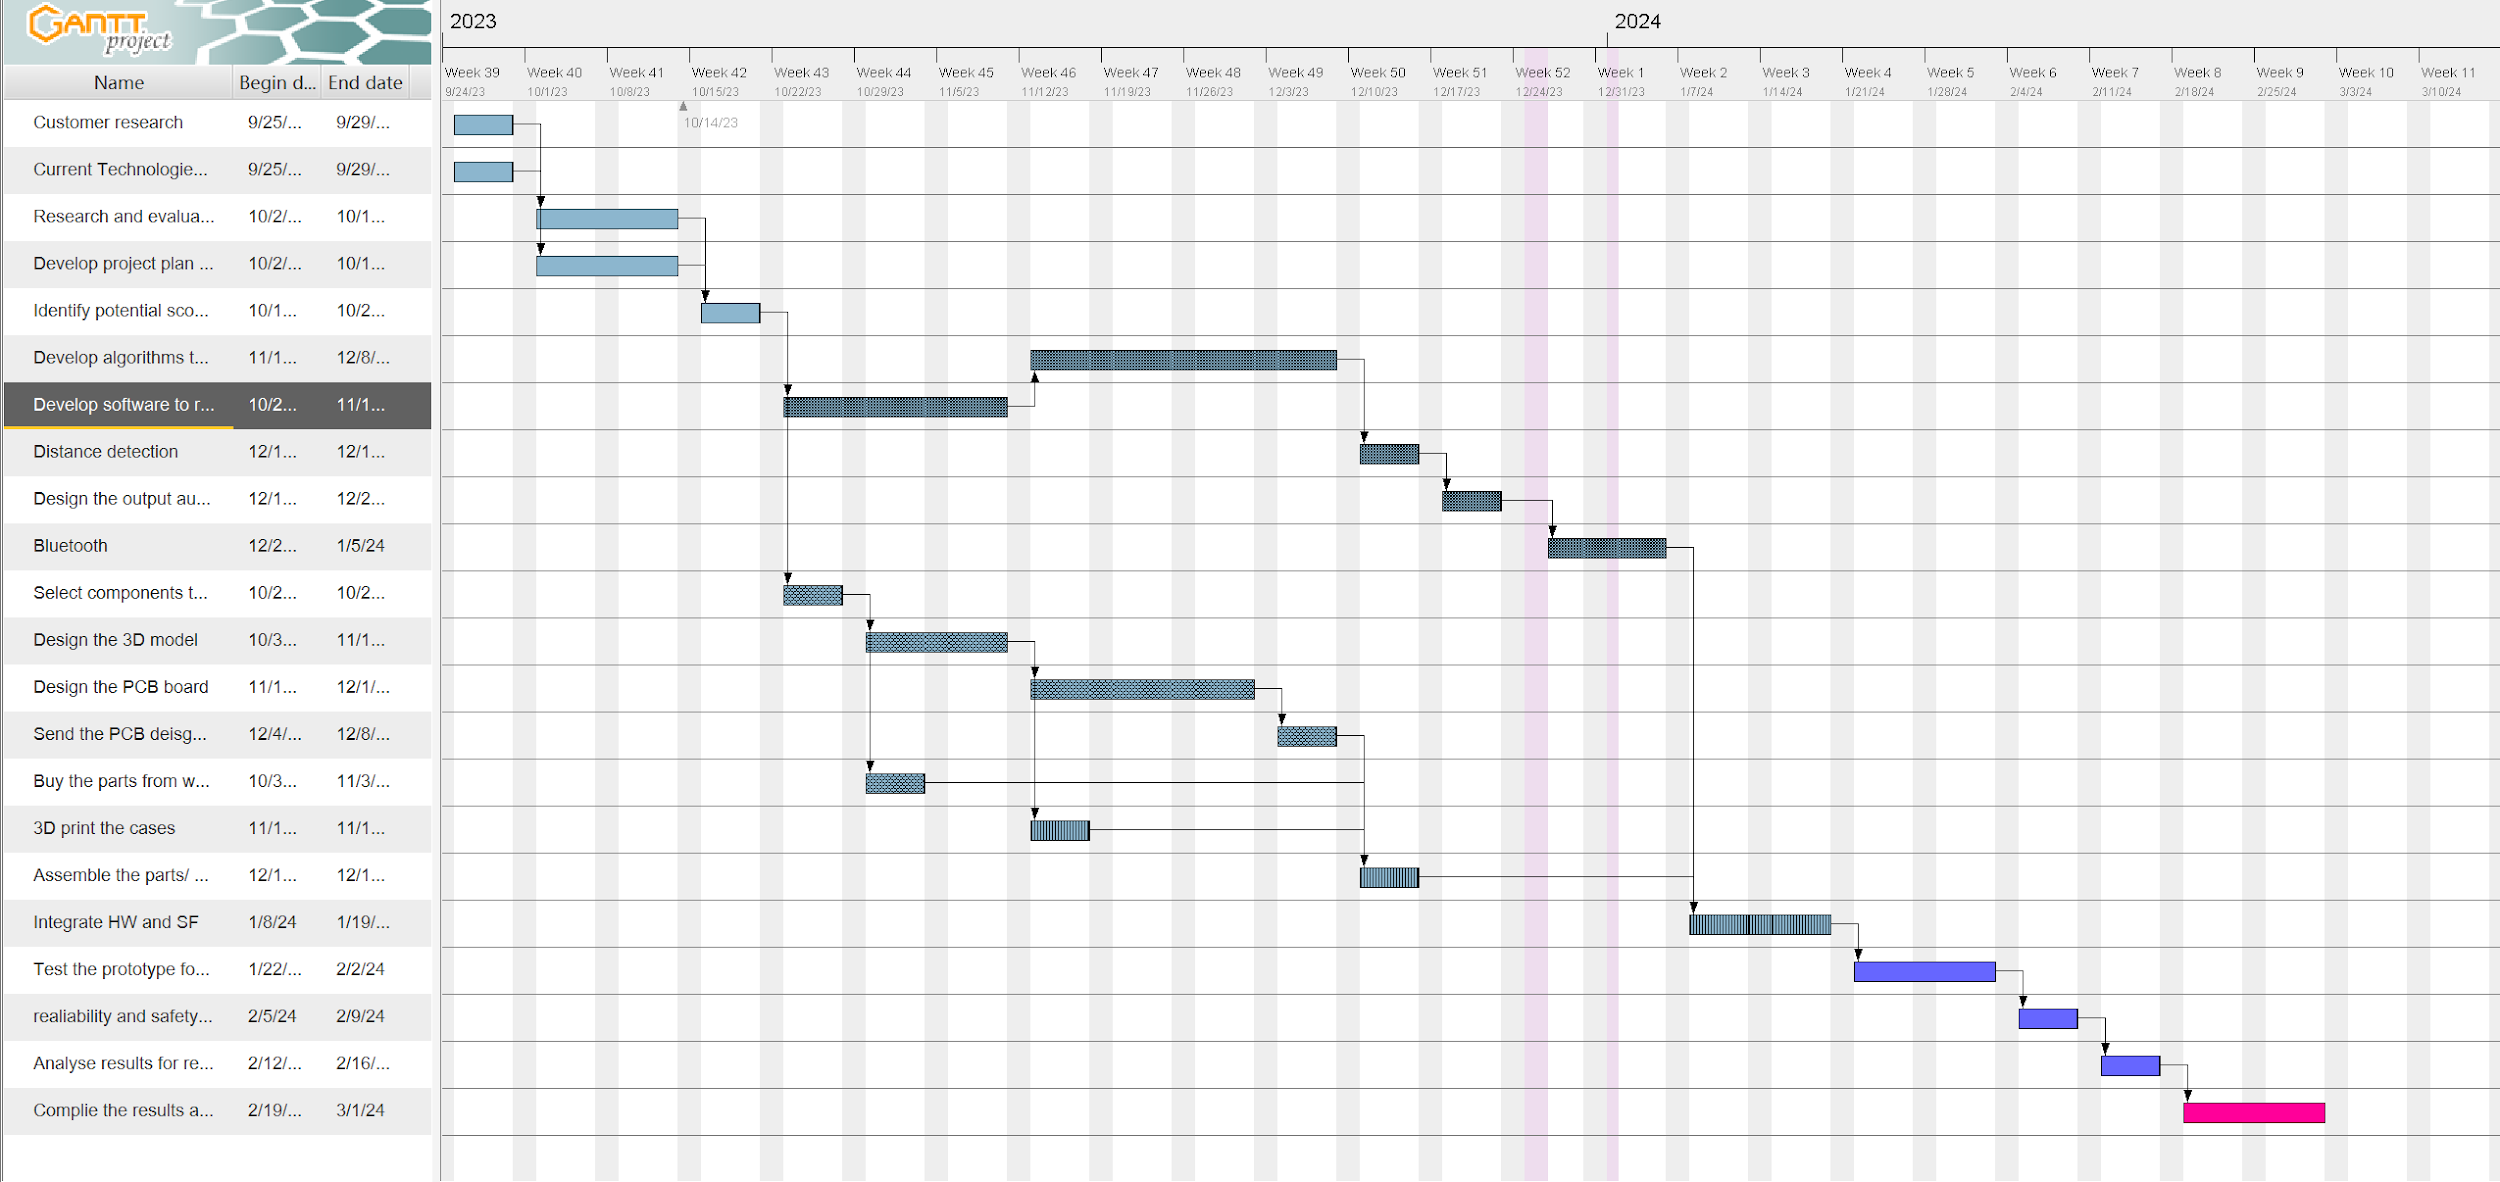 GANTT
project
2023 2024
Name Begin d... End date
Week 39 Week 40 Week 41 Week 42 Week 43 Week 44 Week 45 Week 46 Week 47 Week 48 Week 49 Week 50 Week 51 Week 52 Week 1 Week 2 Week 3 Week 4 Week 5 Week 6 Week 7 Week 8 Week 9 Week 10 Week 11
9/24/23 10/1/23 10/8/23 10/15/23 10/22/23 10/29/23 11/5/23 11/12/23 11/19/23 11/26/23 12/3/23 12/10/23 12/17/23 12/24/23 12/31/23 1/7/24 1/14/24 1/21/24 1/28/24 2/4/24 2/11/24 2/18/24 2/25/24 3/3/24 3/10/24
Customer research 9/25/... 9/29/...
10/14/23
Current Technologie... 9/25/... 9/29/...
Research and evalua... 10/2/... 10/1...
Develop project plan ... 10/2/... 10/1...
Identify potential sco... 10/1... 10/2...
Develop algorithms t... 11/1... 12/8/...
Develop software to r... 10/2... 11/1...
Distance detection 12/1... 12/1...
Design the output au... 12/1... 12/2...
Bluetooth 12/2... 1/5/24
Select components t... 10/2... 10/2...
Design the 3D model 10/3... 11/1...
Design the PCB board 11/1... 12/1/...
Send the PCB deisg... 12/4/... 12/8/...
Buy the parts from w... 10/3... 11/3/...
3D print the cases 11/1... 11/1...
Assemble the parts/ ... 12/1... 12/1...
Integrate HW and SF 1/8/24 1/19/...
Test the prototype fo... 1/22/... 2/2/24
realiability and safety... 2/5/24 2/9/24
Analyse results for re... 2/12/... 2/16/...
Complie the results a... 2/19/... 3/1/24